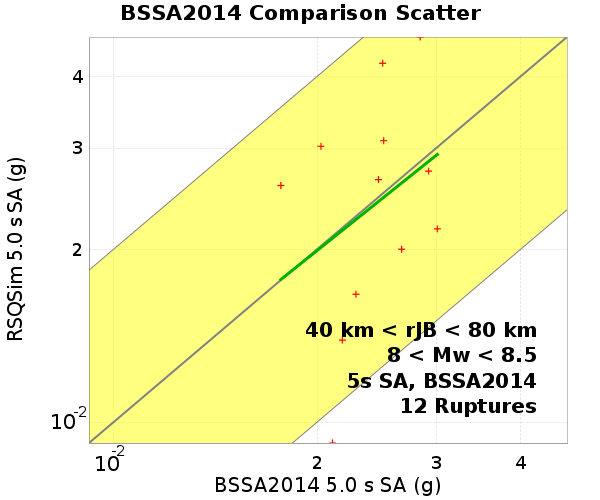 BSSA2014 Comparison Scatter
RSQSim 5.0 s SA (g)
4
3
2
10-2
40 km < rJB < 80 km
8 < Mw < 8.5
5s SA, BSSA2014
12 Ruptures
10-2
2
3
4
BSSA2014 5.0 s SA (g)